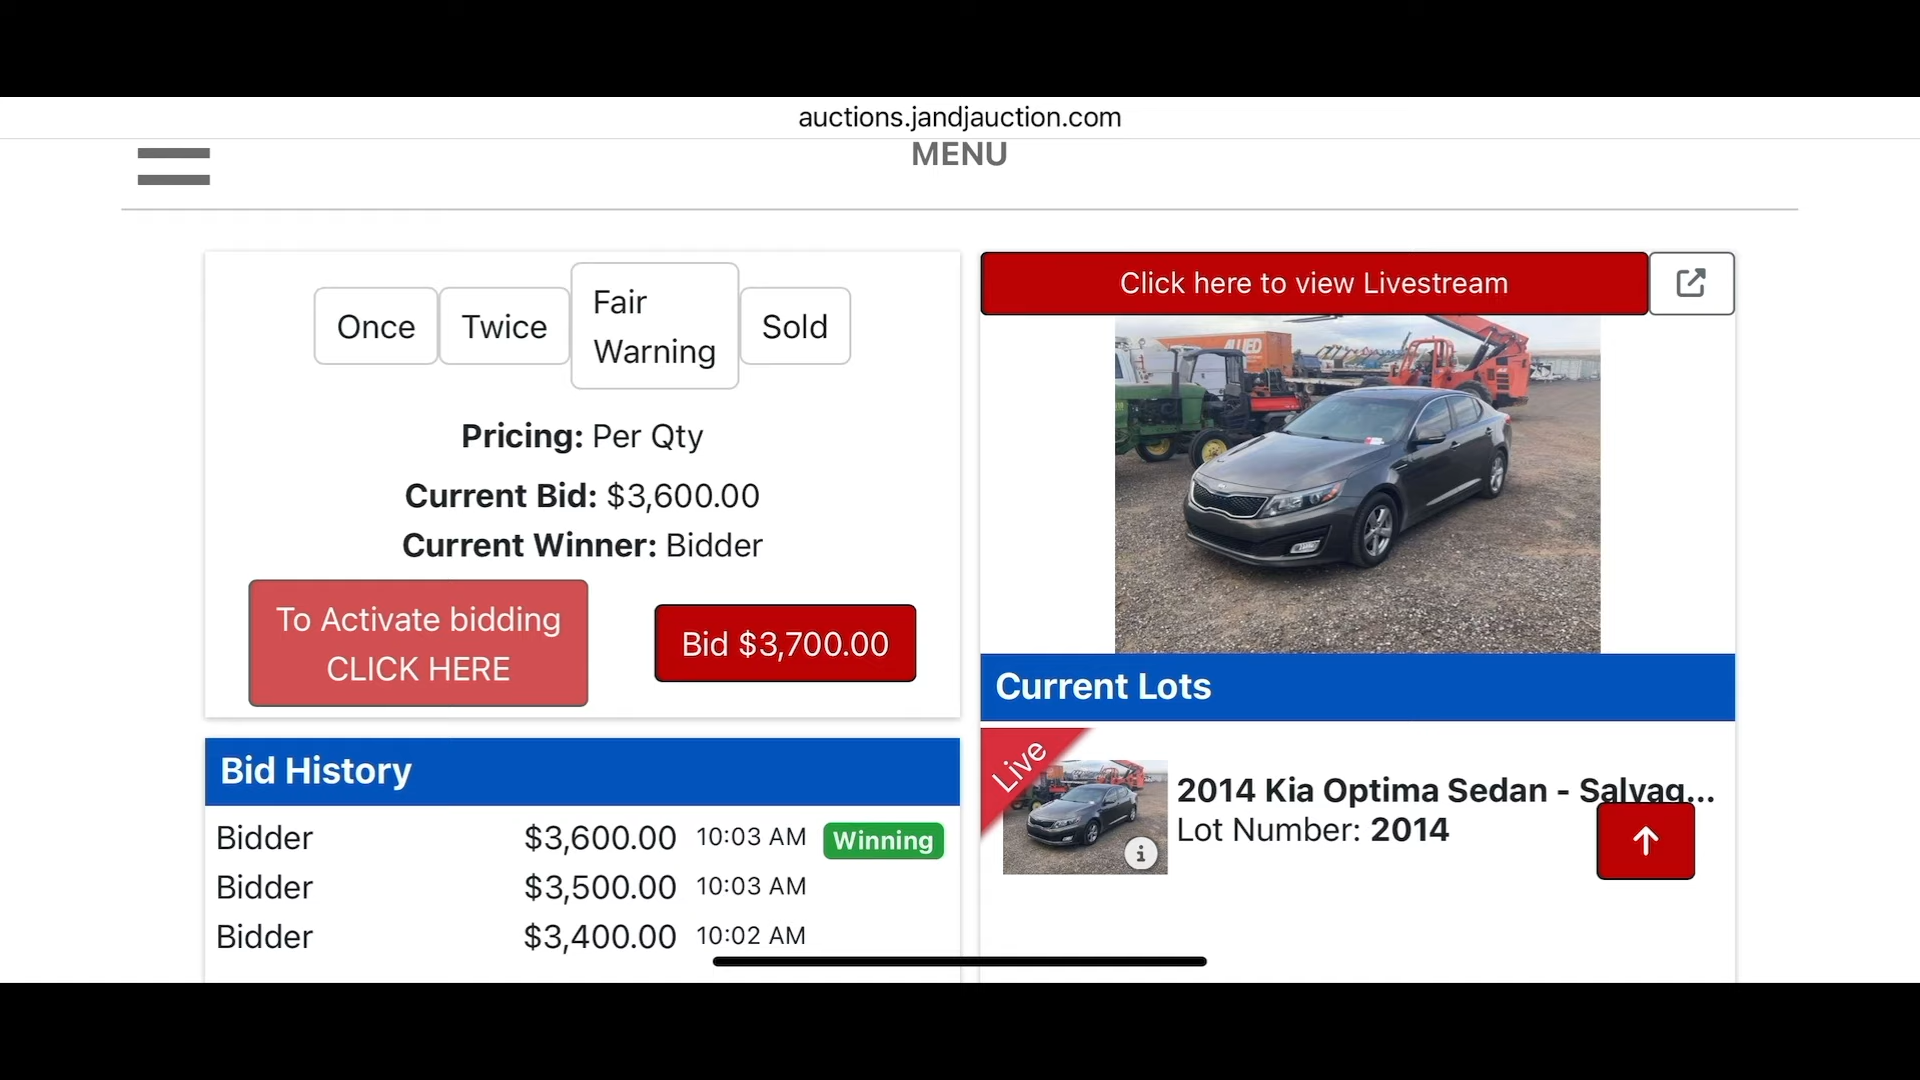 auctions.jandjauction.com
MENU
Once
Twice
Fair
Warning
Sold
Pricing: Per Qty
Current Bid: $3,600.00
Current Winner: Bidder
To Activate bidding
CLICK HERE
Bid $3,700.00
Bid History
Bidder $3,600.00 10:03 AM Winning
Bidder $3,500.00 10:03 AM
Bidder $3,400.00 10:02 AM
Click here to view Livestream
ALLIED
Current Lots
Live
2014 Kia Optima Sedan - Salvag...
Lot Number: 2014